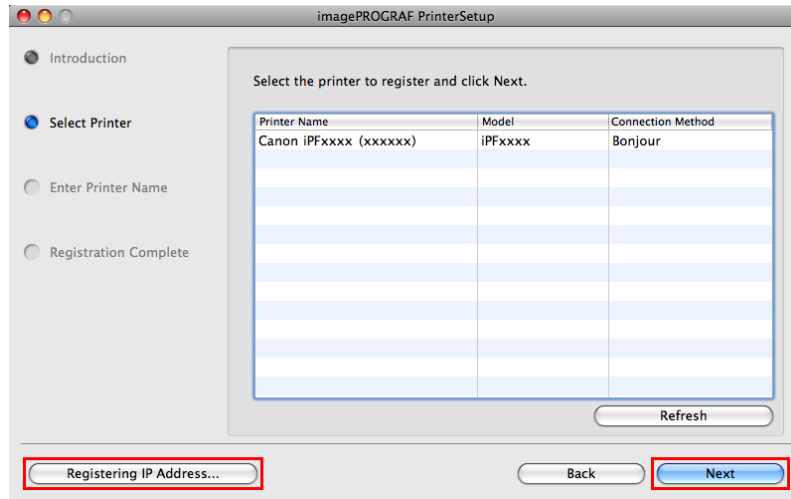 imagePROGRAF PrinterSetup
Introduction
Select Printer
Enter Printer Name
Registration Complete
Select the printer to register and click Next.
Printer Name Model Connection Method
Canon iPFxxxx (xxxxxx) iPFxxxx Bonjour
Refresh
Registering IP Address... Back Next